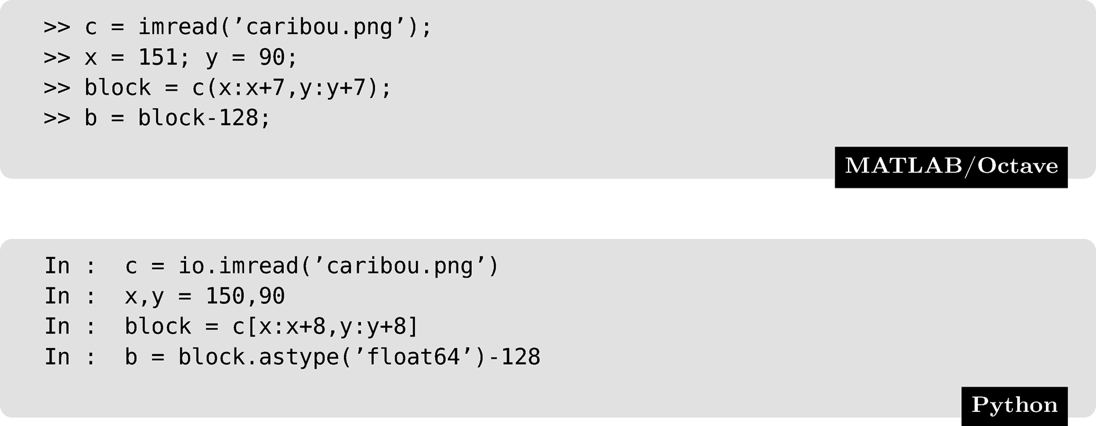 >> c = imread(’caribou.png’);
>> x = 151; y = 90;
>> block = c(x:x+7,y:y+7);
>> b = block-128;
MATLAB/Octave
In :  c = io.imread(’caribou.png’)
In :  x,y = 150,90
In :  block = c[x:x+8,y:y+8]
In :  b = block.astype(’float64’)-128
Python